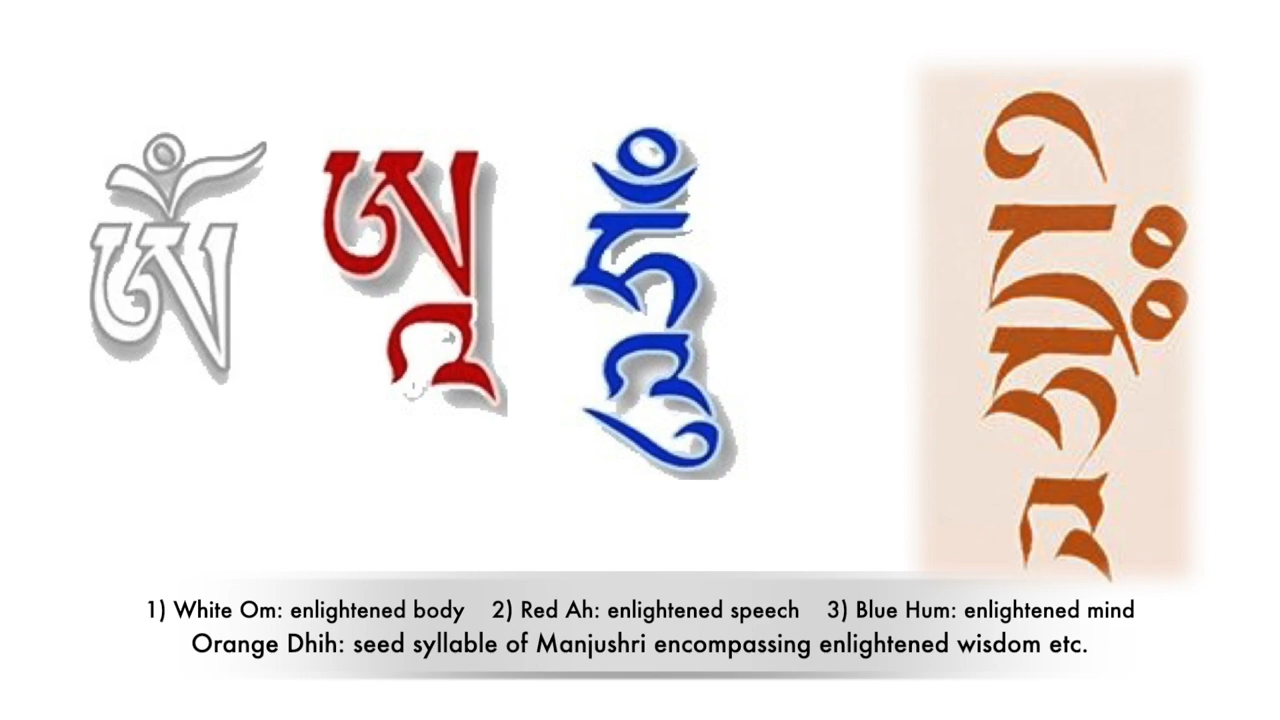 ཨོཾ ཨཱ ཧཱུྃ དྷཱིཿ
1) White Om: enlightened body 2) Red Ah: enlightened speech 3) Blue Hum: enlightened mind
Orange Dhih: seed syllable of Manjushri encompassing enlightened wisdom etc.